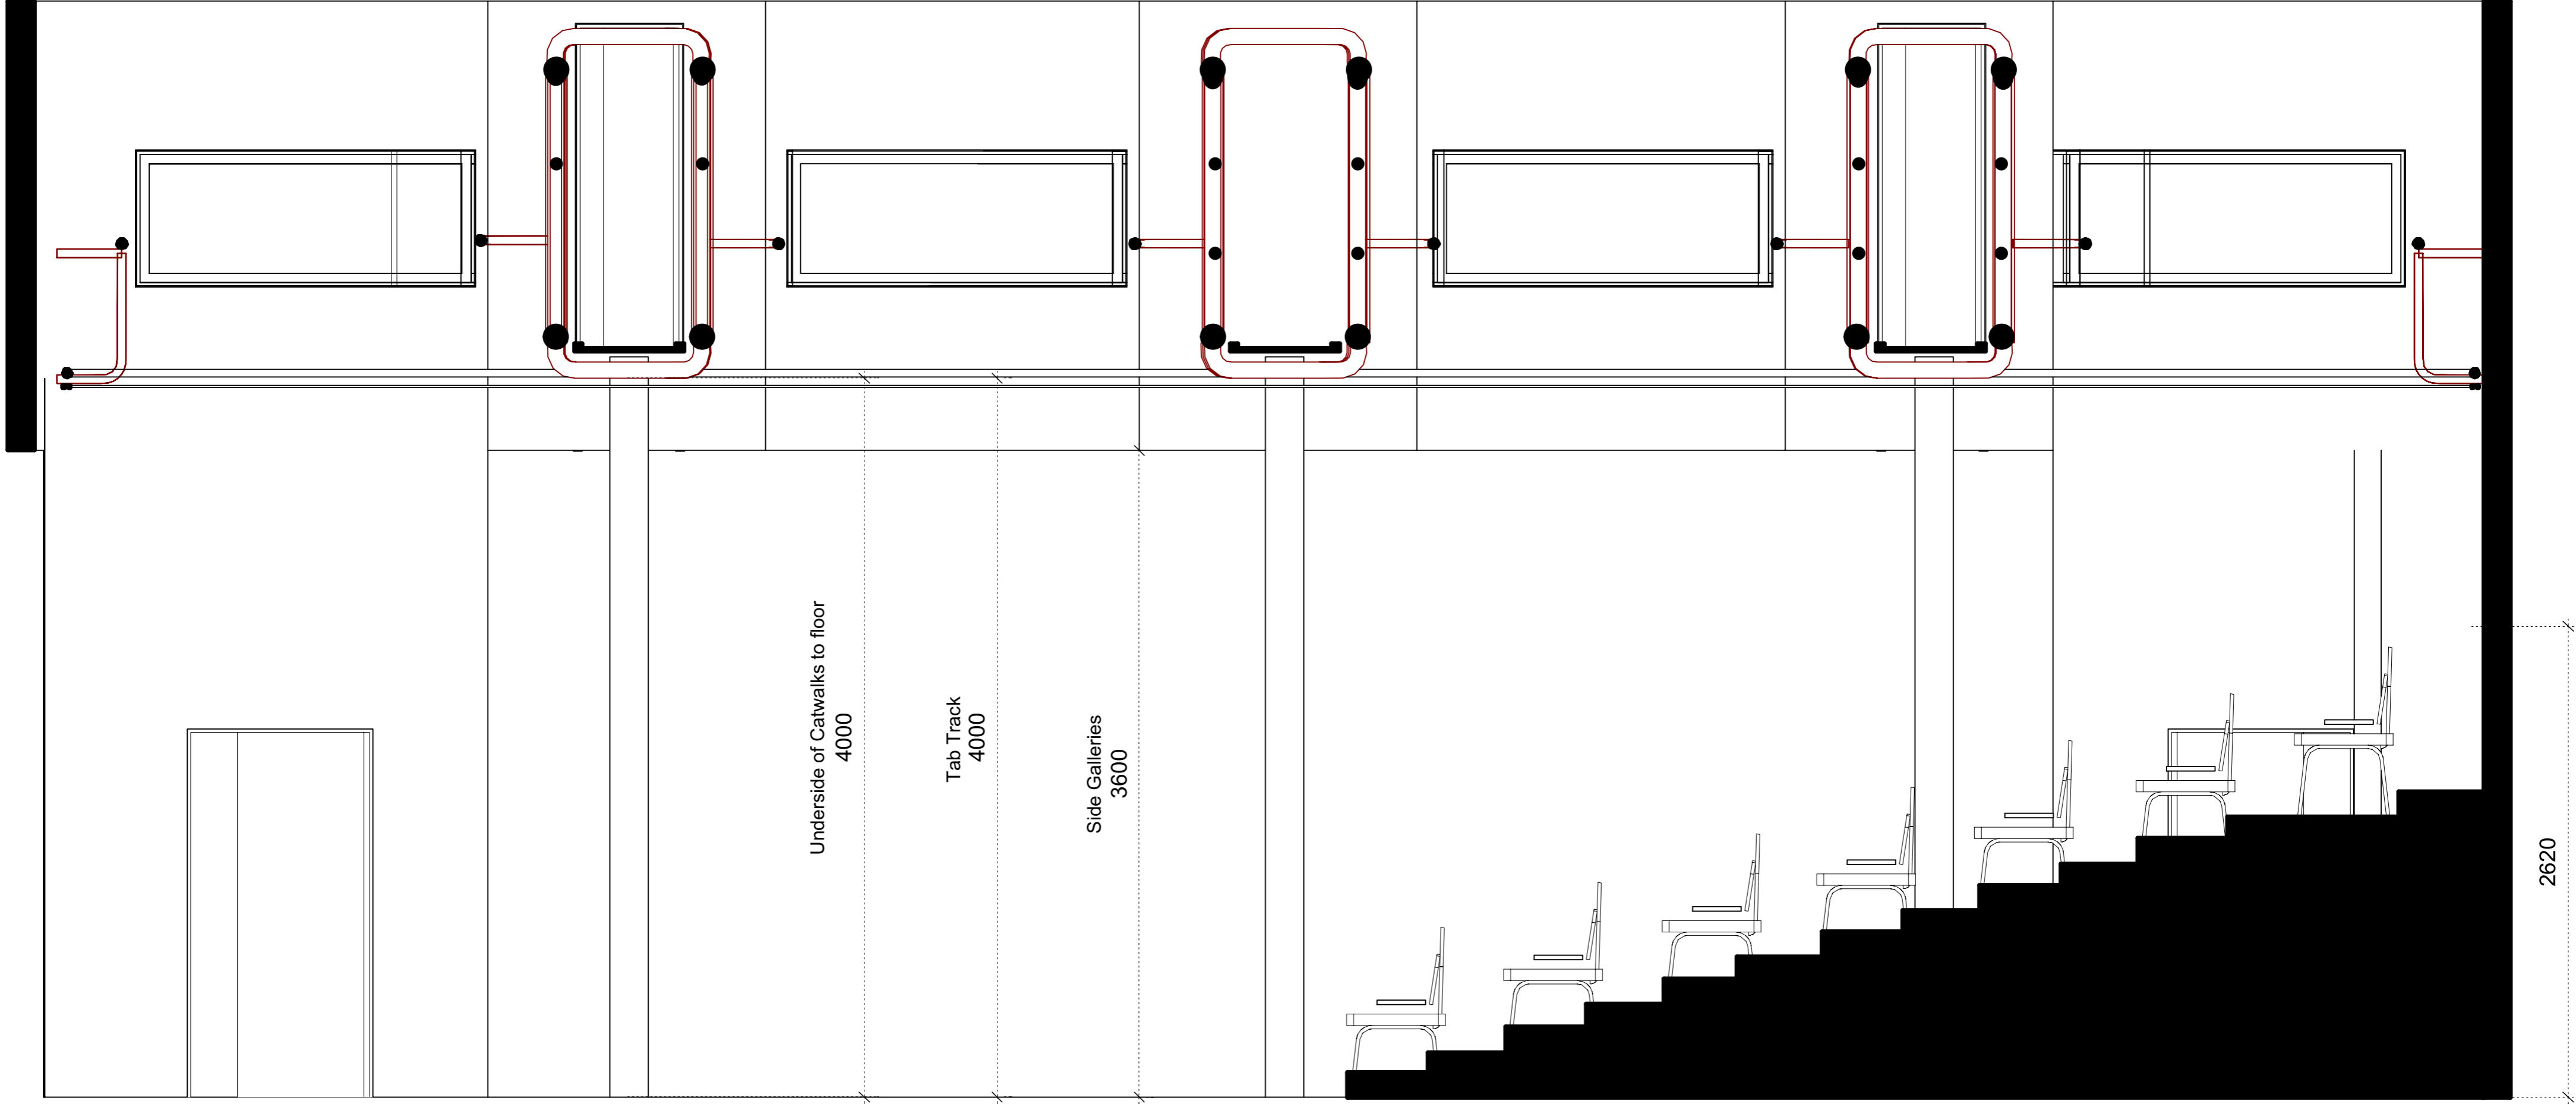 Underside of Catwalks to floor
4000
Tab Track
4000
Side Galleries
3600
2620